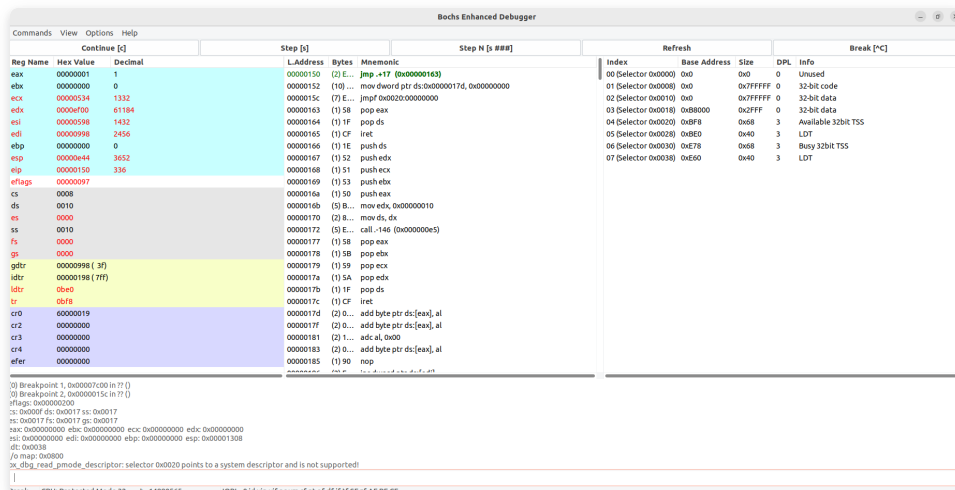 Bochs Enhanced Debugger
Commands View Options Help
Continue [c] Step [s] Step N [s ###] Refresh Break [^C]
Reg Name Hex Value Decimal
eax 00000001 1
ebx 00000000 0
ecx 00000534 1332
edx 0000ef00 61184
esi 00000598 1432
edi 00000998 2456
ebp 00000000 0
esp 00000e44 3652
eip 00000150 336
eflags 00000097
cs 0008
ds 0010
es 0000
ss 0010
fs 0000
gs 0000
gdtr 00000998 ( 3f)
idtr 00000198 ( 7ff)
ldtr 0be0
tr 0bf8
cr0 60000019
cr2 00000000
cr3 00000000
cr4 00000000
efer 00000000
L.Address Bytes Mnemonic
00000150 (2) E... jmp .+17 (0x00000163)
00000152 (10) ... mov dword ptr ds:0x0000017d, 0x00000000
0000015c (7) E... jmpf 0x0020:00000000
00000163 (1) 58 pop eax
00000164 (1) 1F pop ds
00000165 (1) CF iret
00000166 (1) 1E push ds
00000167 (1) 52 push edx
00000168 (1) 51 push ecx
00000169 (1) 53 push ebx
0000016a (1) 50 push eax
0000016b (5) B... mov edx, 0x00000010
00000170 (2) 8... mov ds, dx
00000172 (5) E... call .-146 (0x000000e5)
00000177 (1) 58 pop eax
00000178 (1) 5B pop ebx
00000179 (1) 59 pop ecx
0000017a (1) 5A pop edx
0000017b (1) 1F pop ds
0000017c (1) CF iret
0000017d (2) 0... add byte ptr ds:[eax], al
0000017f (2) 0... add byte ptr ds:[eax], al
00000181 (2) 1... adc al, 0x00
00000183 (2) 0... add byte ptr ds:[eax], al
00000185 (1) 90 nop
Index Base Address Size DPL Info
00 (Selector 0x0000) 0x0 0x0 0 Unused
01 (Selector 0x0008) 0x0 0x7FFFFF 0 32-bit code
02 (Selector 0x0010) 0x0 0x7FFFFF 0 32-bit data
03 (Selector 0x0018) 0xB8000 0x2FFF 0 32-bit data
04 (Selector 0x0020) 0xBF8 0x68 3 Available 32bit TSS
05 (Selector 0x0028) 0xBE0 0x40 3 LDT
06 (Selector 0x0030) 0xE78 0x68 3 Busy 32bit TSS
07 (Selector 0x0038) 0xE60 0x40 3 LDT
(0) Breakpoint 1, 0x00007c00 in ?? ()
(0) Breakpoint 2, 0x0000015c in ?? ()
eflags: 0x00000200
cs: 0x000f ds: 0x0017 ss: 0x0017
es: 0x0017 fs: 0x0017 gs: 0x0017
eax: 0x00000000 ebx: 0x00000000 ecx: 0x00000000 edx: 0x00000000
esi: 0x00000000 edi: 0x00000000 ebp: 0x00000000 esp: 0x00001308
ldt: 0x0038
i/o map: 0x0800
bx_dbg_read_pmode_descriptor: selector 0x0020 points to a system descriptor and is not supported!